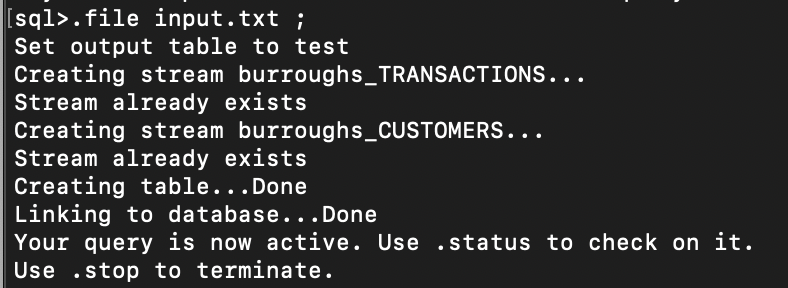 [sql>.file input.txt ;
Set output table to test
Creating stream burroughs_TRANSACTIONS...
Stream already exists
Creating stream burroughs_CUSTOMERS...
Stream already exists
Creating table...Done
Linking to database...Done
Your query is now active. Use .status to check on it.
Use .stop to terminate.